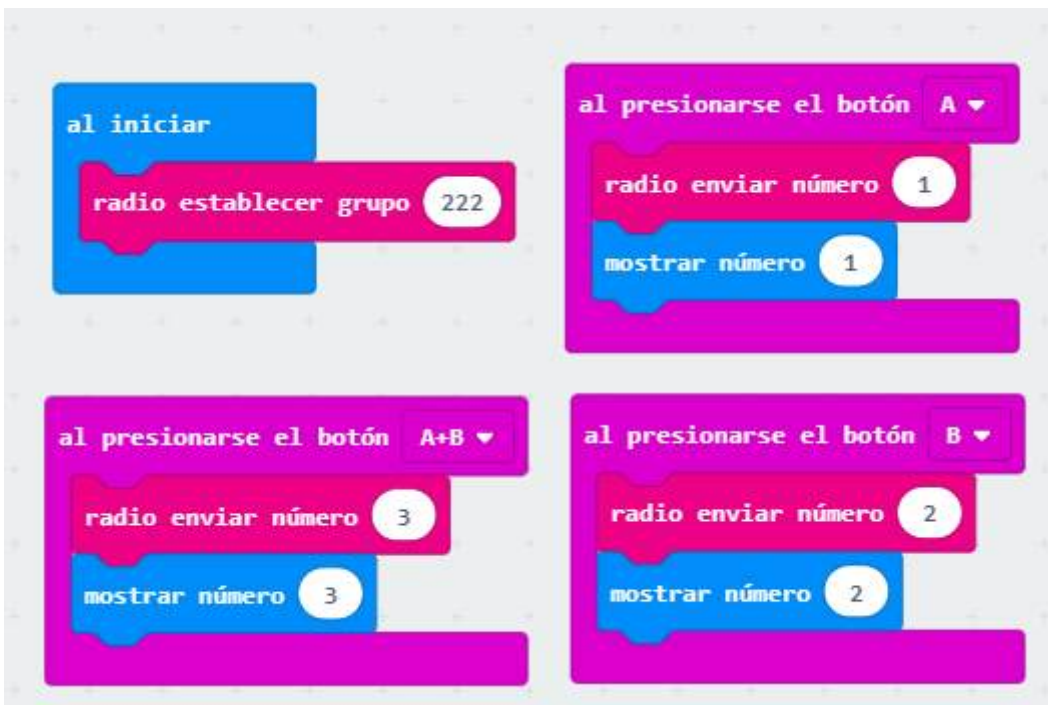 al iniciar
radio establecer grupo 222
al presionarse el botón A
radio enviar número 1
mostrar número 1
al presionarse el botón A+B
radio enviar número 3
mostrar número 3
al presionarse el botón B
radio enviar número 2
mostrar número 2